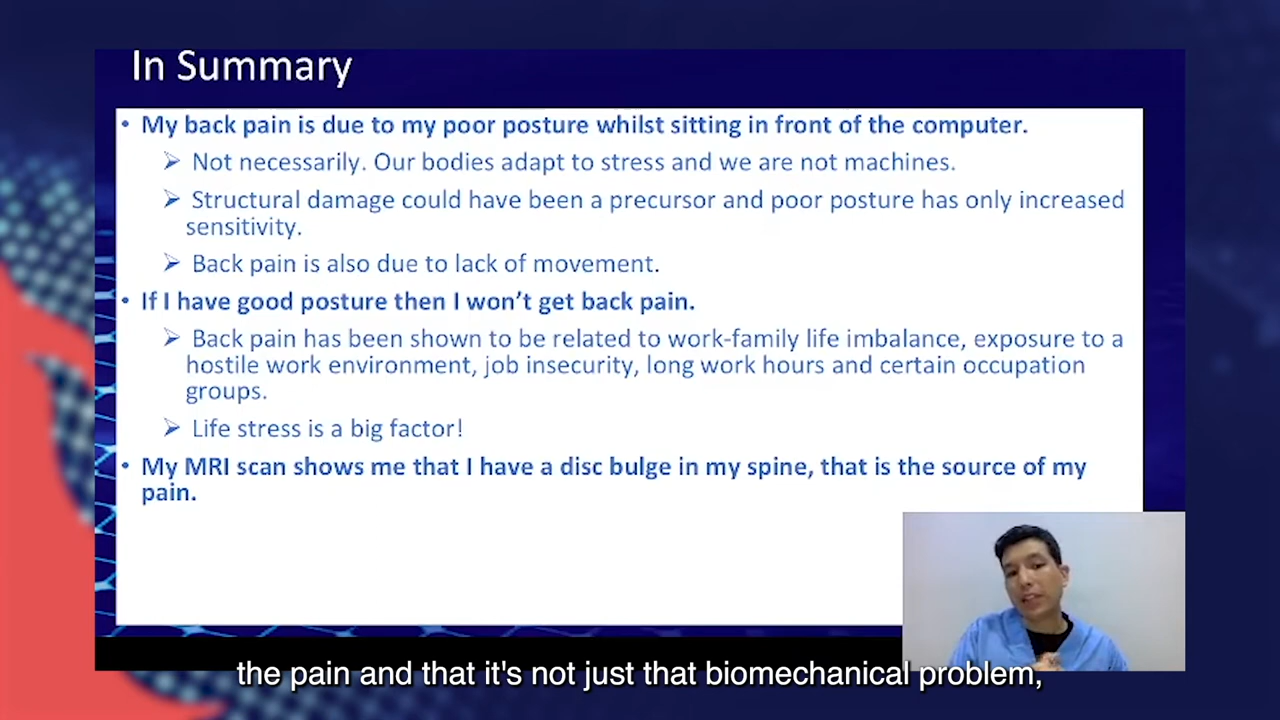 In Summary
• My back pain is due to my poor posture whilst sitting in front of the computer.
➢ Not necessarily. Our bodies adapt to stress and we are not machines.
➢ Structural damage could have been a precursor and poor posture has only increased
sensitivity.
➢ Back pain is also due to lack of movement.
• If I have good posture then I won't get back pain.
➢ Back pain has been shown to be related to work-family life imbalance, exposure to a
hostile work environment, job insecurity, long work hours and certain occupation
groups.
➢ Life stress is a big factor!
• My MRI scan shows me that I have a disc bulge in my spine, that is the source of my
pain.
the pain and that it's not just that biomechanical problem,